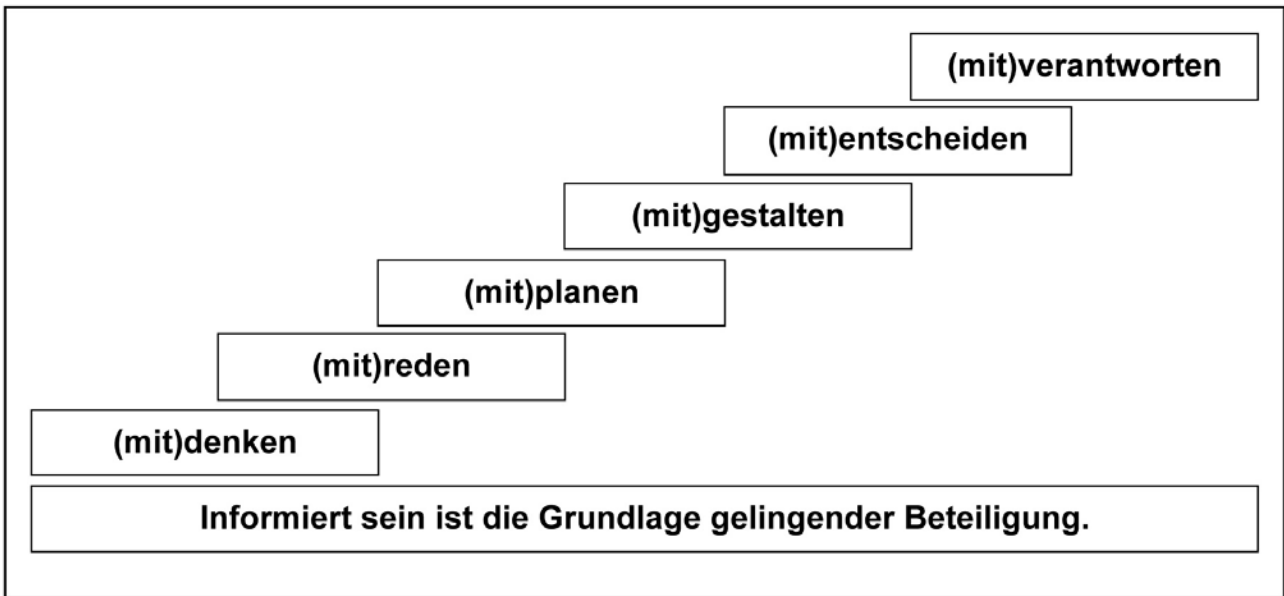 (mit)verantworten
(mit)entscheiden
(mit)gestalten
(mit)planen
(mit)reden
(mit)denken
Informiert sein ist die Grundlage gelingender Beteiligung.